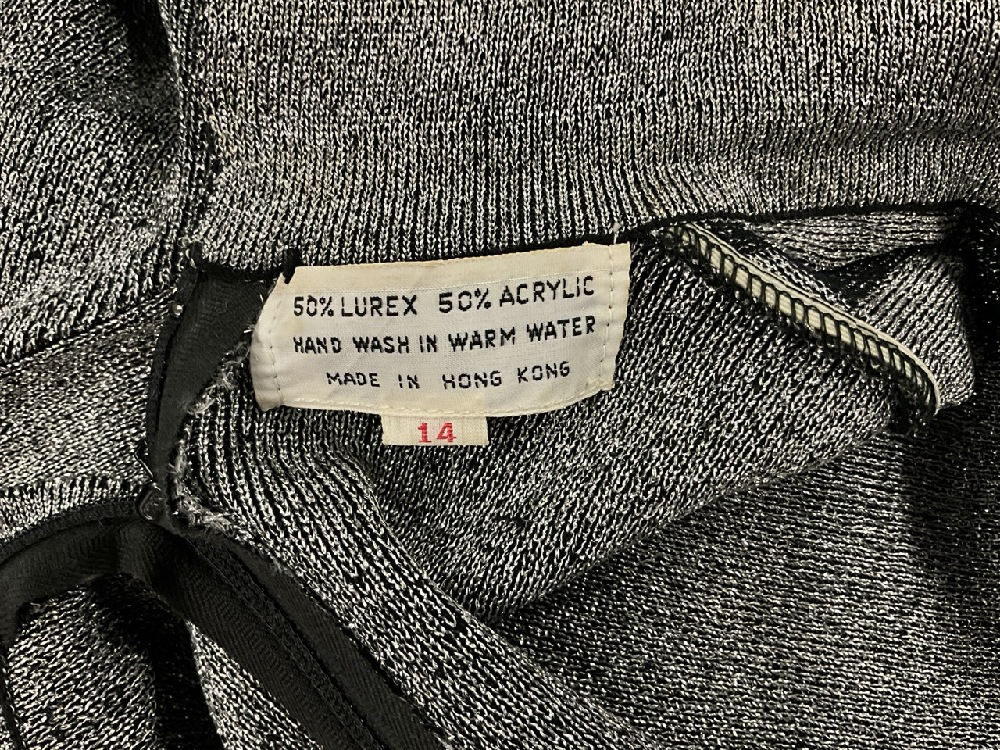 50% LUREX 50% ACRYLIC
HAND WASH IN WARM WATER
MADE IN HONG KONG
14